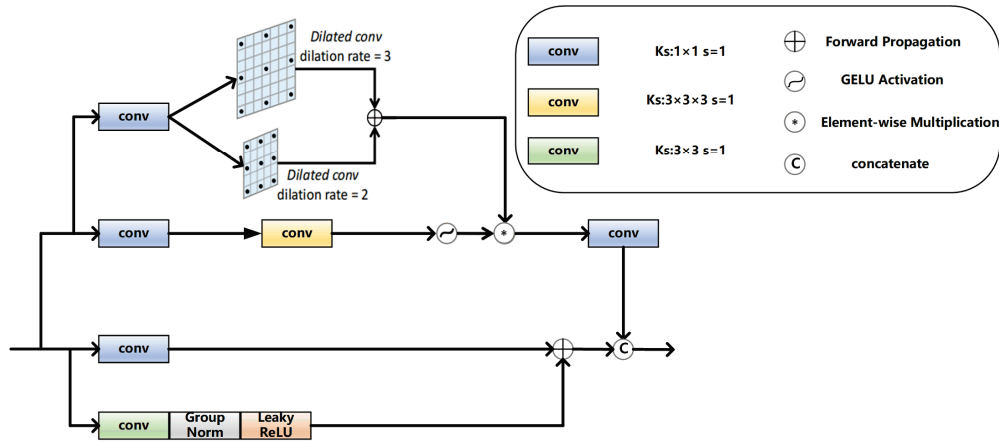 Dilated conv
dilation rate = 3
conv
Dilated conv
dilation rate = 2
conv
Ks:1×1 s=1
conv
Ks:3×3×3 s=1
conv
Ks:3×3 s=1
Forward Propagation
GELU Activation
*
Element-wise Multiplication
C
concatenate
conv
conv
*
conv
conv
C
conv
Group
Norm
Leaky
ReLU